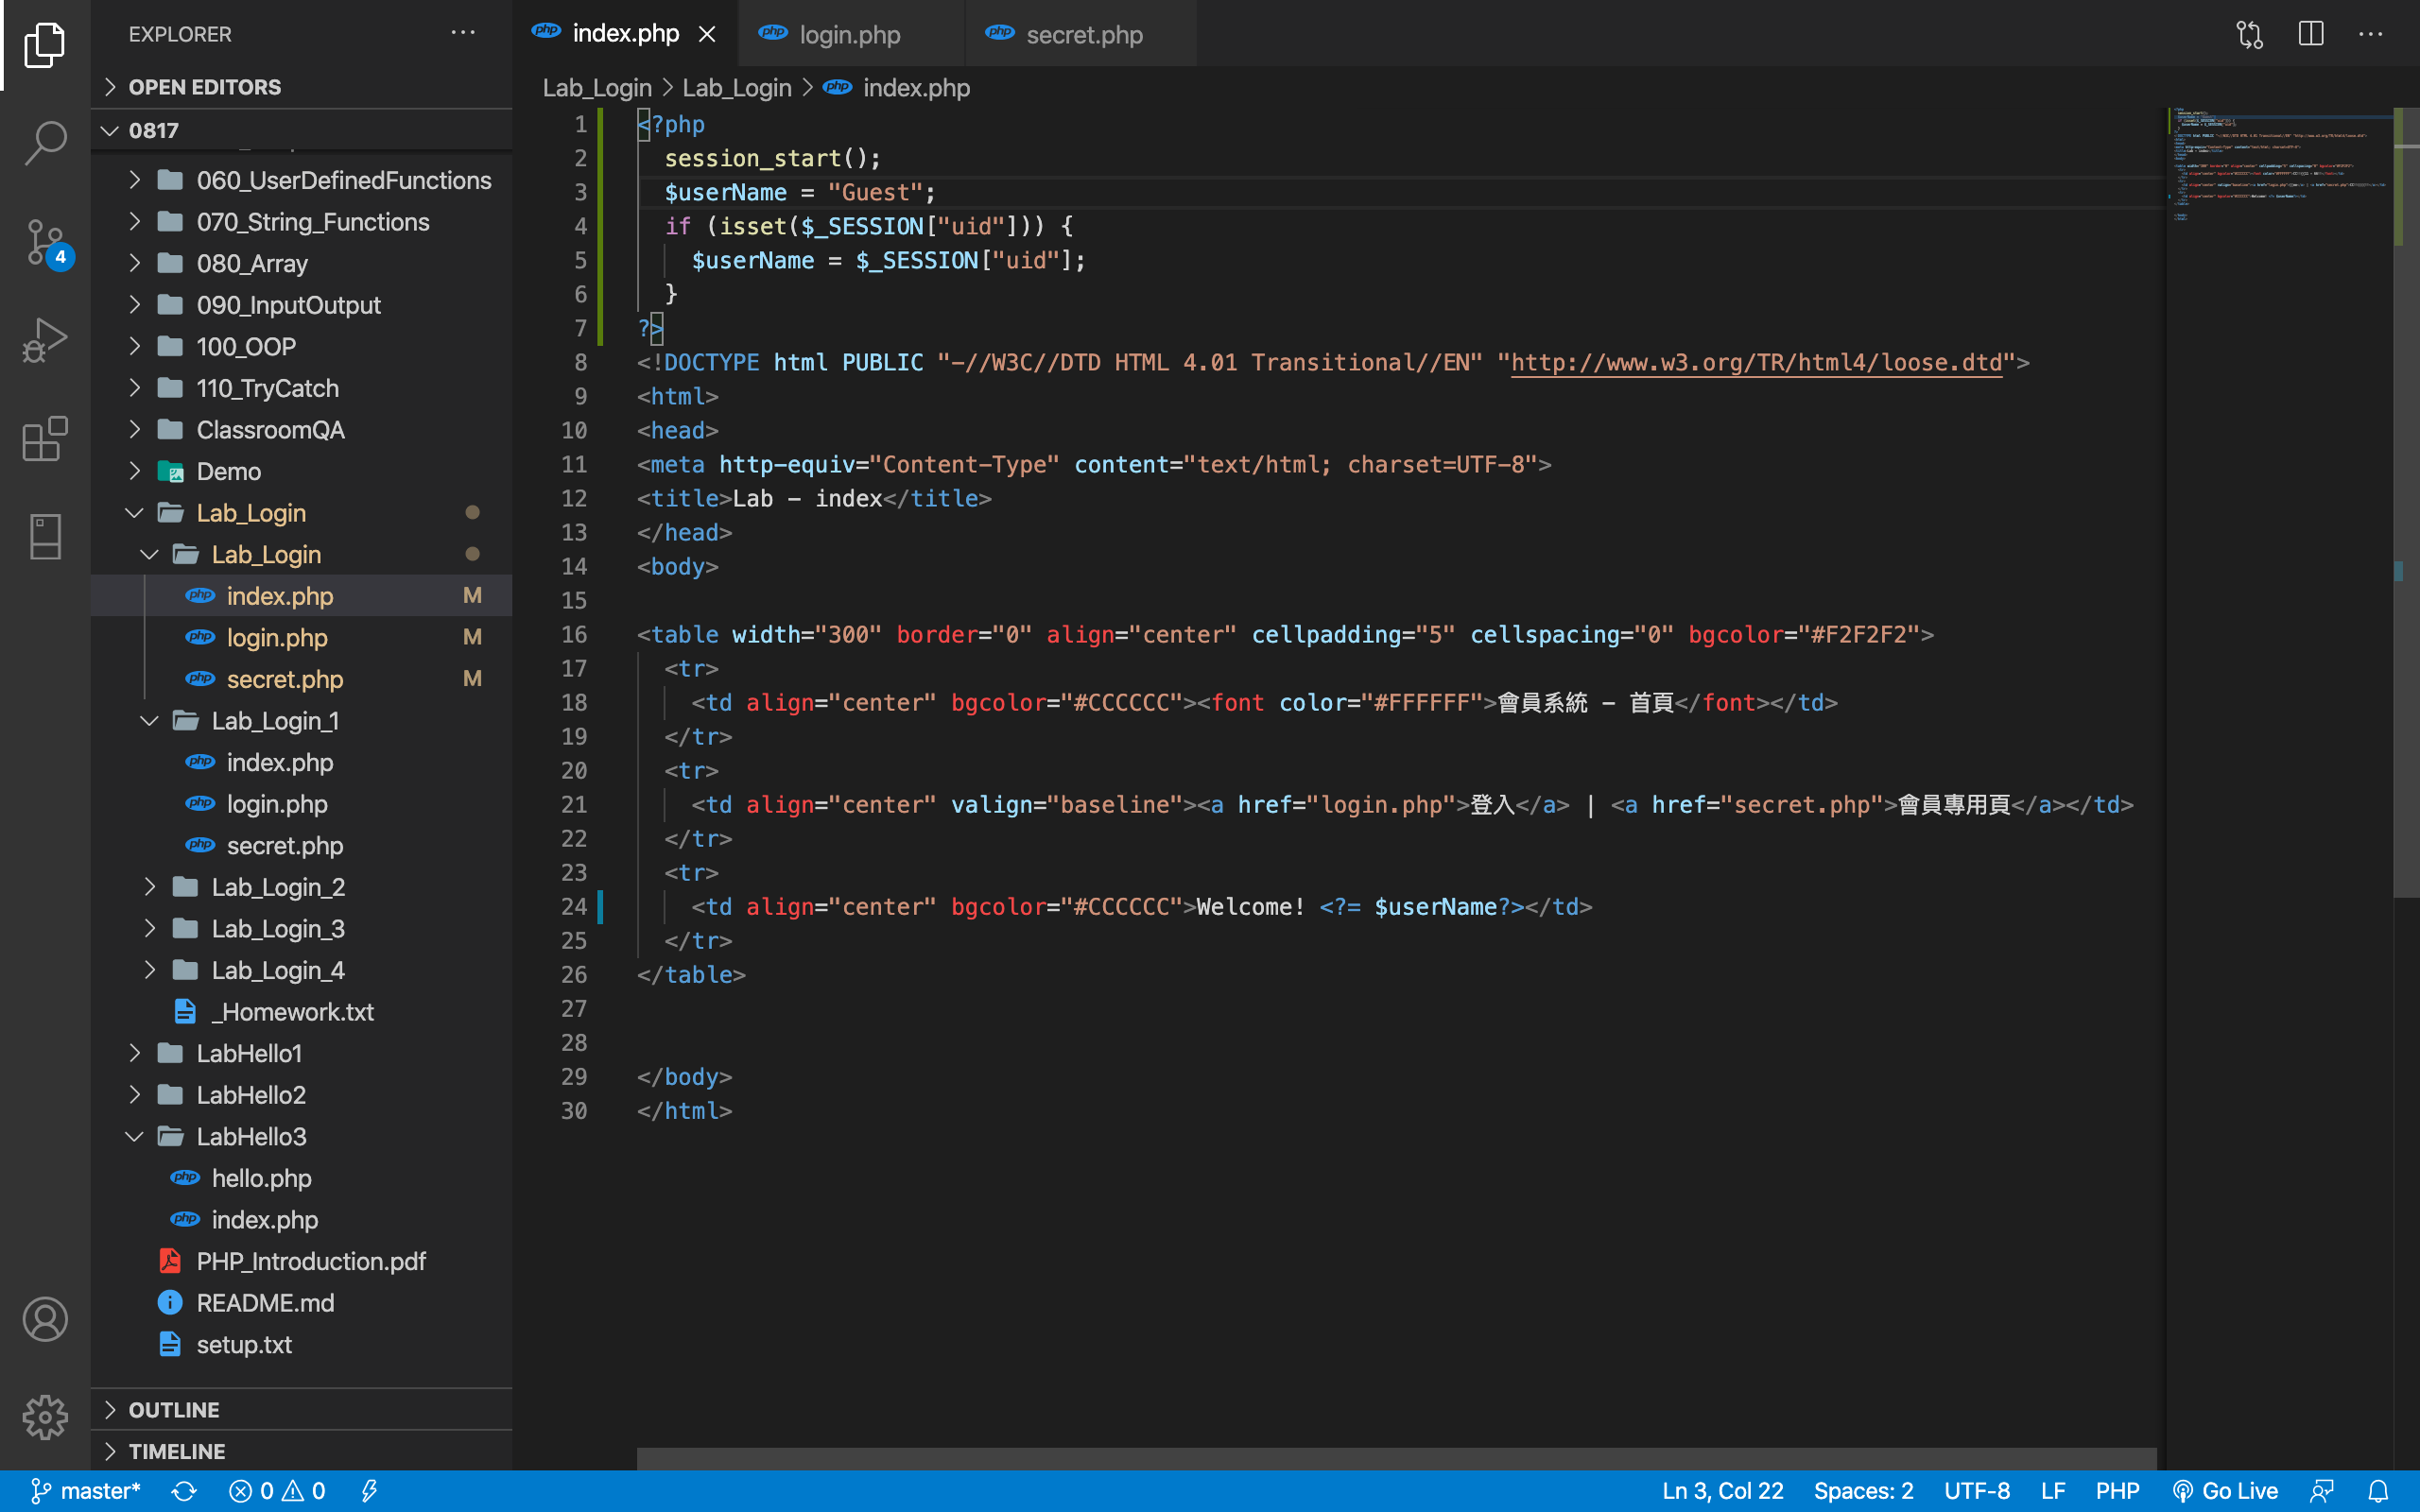 EXPLORER
OPEN EDITORS
0817
060_UserDefinedFunctions
070_String_Functions
080_Array
090_InputOutput
100_OOP
110_TryCatch
ClassroomQA
Demo
Lab_Login
Lab_Login
index.php M
login.php M
secret.php M
Lab_Login_1
index.php
login.php
secret.php
Lab_Login_2
Lab_Login_3
Lab_Login_4
_Homework.txt
LabHello1
LabHello2
LabHello3
hello.php
index.php
PHP_Introduction.pdf
README.md
setup.txt
OUTLINE
TIMELINE
4
index.php
login.php
secret.php
Lab_Login > Lab_Login > index.php
1 <?php
2 session_start();
3 $userName = "Guest";
4 if (isset($_SESSION["uid"])) {
5 $userName = $_SESSION["uid"];
6 }
7 ?>
8 <!DOCTYPE html PUBLIC "-//W3C//DTD HTML 4.01 Transitional//EN" "http://www.w3.org/TR/html4/loose.dtd">
9 <html>
10 <head>
11 <meta http-equiv="Content-Type" content="text/html; charset=UTF-8">
12 <title>Lab - index</title>
13 </head>
14 <body>
15
16 <table width="300" border="0" align="center" cellpadding="5" cellspacing="0" bgcolor="#F2F2F2">
17 <tr>
18 <td align="center" bgcolor="#CCCCCC"><font color="#FFFFFF">會員系統 - 首頁</font></td>
19 </tr>
20 <tr>
21 <td align="center" valign="baseline"><a href="login.php">登入</a> | <a href="secret.php">會員專用頁</a></td>
22 </tr>
23 <tr>
24 <td align="center" bgcolor="#CCCCCC">Welcome! <?= $userName?></td>
25 </tr>
26 </table>
27
28
29 </body>
30 </html>
master* 0 0 Ln 3, Col 22 Spaces: 2 UTF-8 LF PHP Go Live